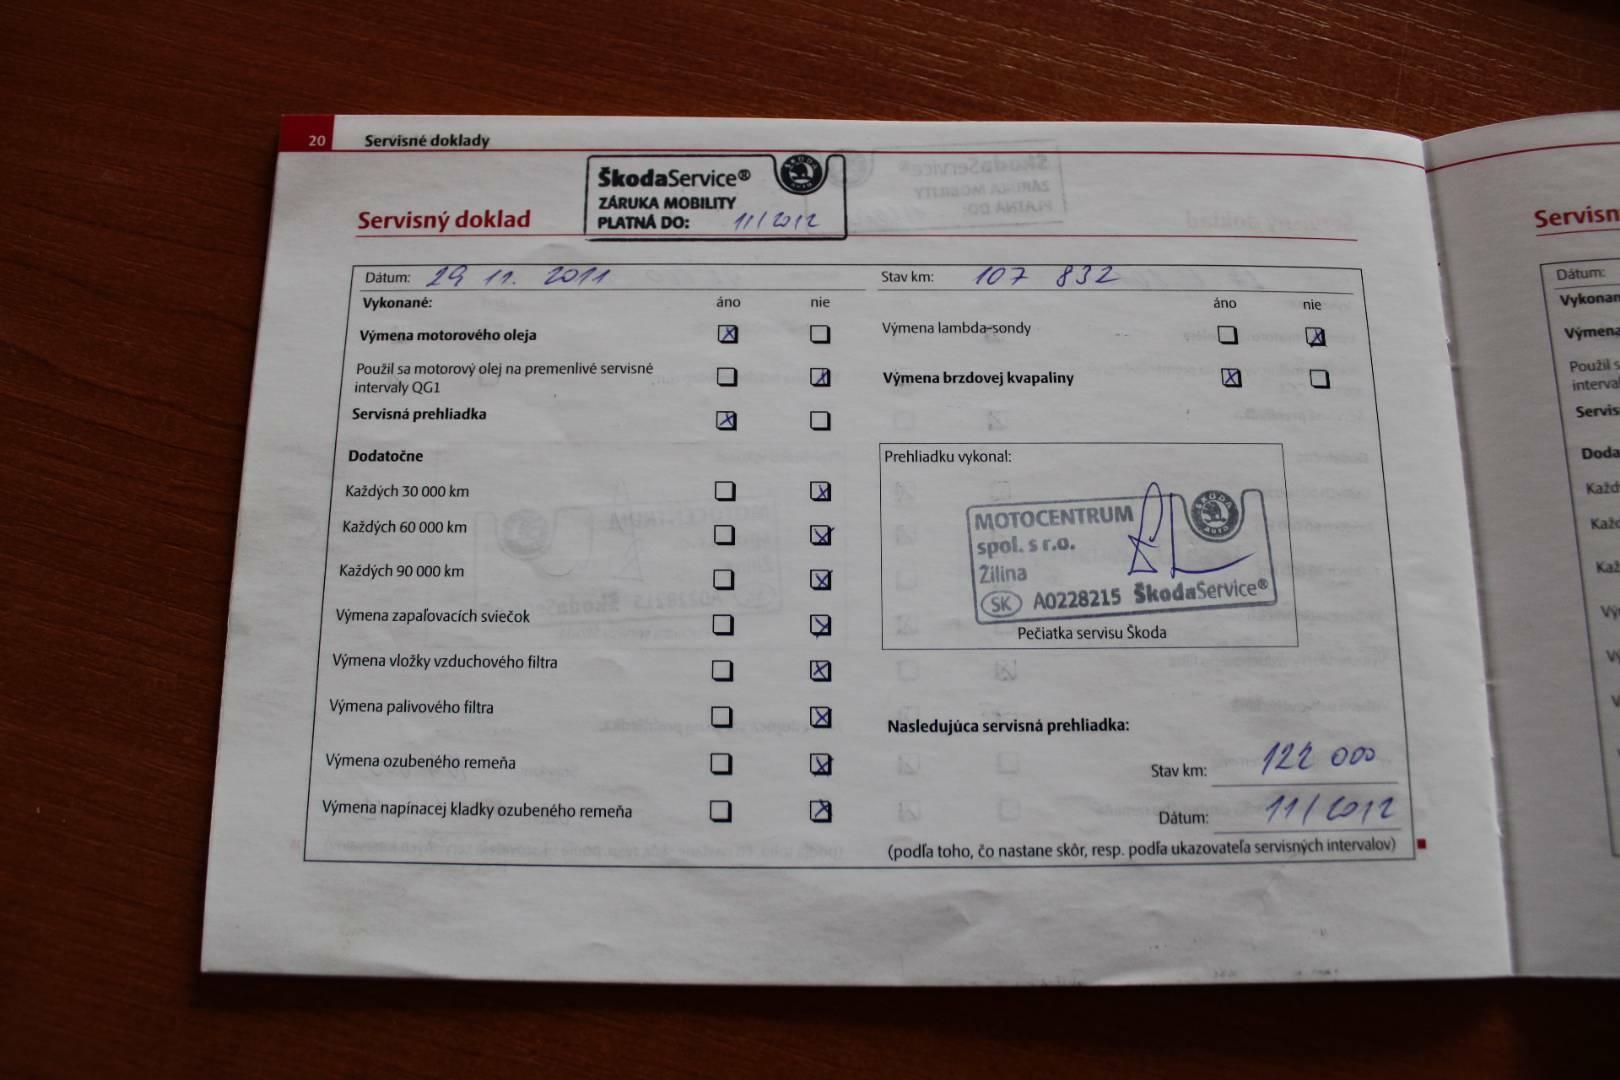 20 Servisné doklady
ŠkodaService®
ŠKODA
AUTO
ZÁRUKA MOBILITY
PLATNÁ DO: 11/2012
Servisný doklad
Dátum: 29 11. 2011
Stav km: 107 832
Vykonané: áno nie
áno nie
Výmena motorového oleja
Výmena lambda-sondy
Použil sa motorový olej na premenlivé servisné
intervaly QG1
Výmena brzdovej kvapaliny
Servisná prehliadka
Dodatočne
Každých 30 000 km
Každých 60 000 km
Každých 90 000 km
Výmena zapaľovacích sviečok
Výmena vložky vzduchového filtra
Výmena palivového filtra
Výmena ozubeného remeňa
Výmena napínacej kladky ozubeného remeňa
Prehliadku vykonal:
MOTOCENTRUM
spol. s r.o.
Žilina
SK A0228215 ŠkodaService®
ŠKODA
AUTO
Pečiatka servisu Škoda
Nasledujúca servisná prehliadka:
Stav km: 122 000
Dátum: 11/2012
(podľa toho, čo nastane skôr, resp. podľa ukazovateľa servisných intervalov)
Dátum:
Výmena